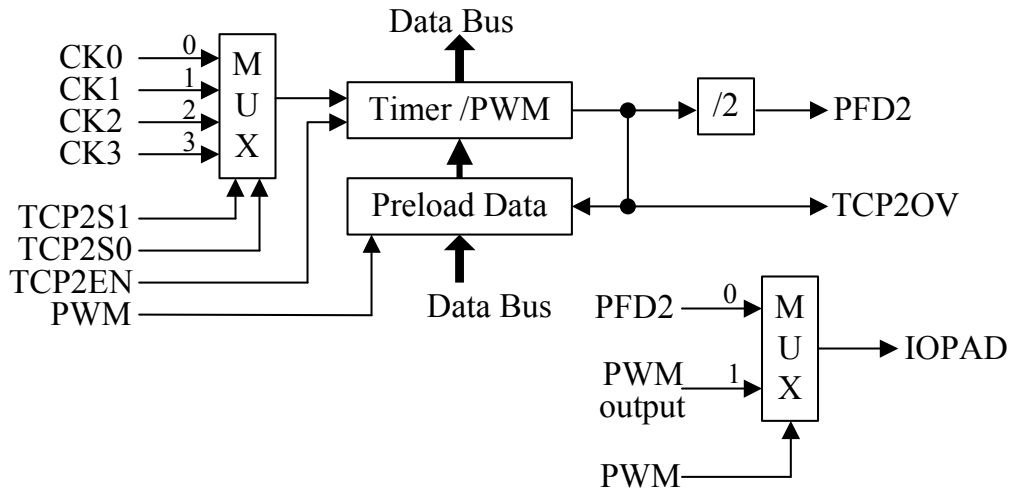 Data Bus
CK0 0
CK1 1
CK2 2
CK3 3
M
U
X
Timer /PWM
/2
PFD2
Preload Data
TCP2OV
TCP2S1
TCP2S0
TCP2EN
PWM
Data Bus
PFD2 0
PWM
output 1
M
U
X
IOPAD
PWM